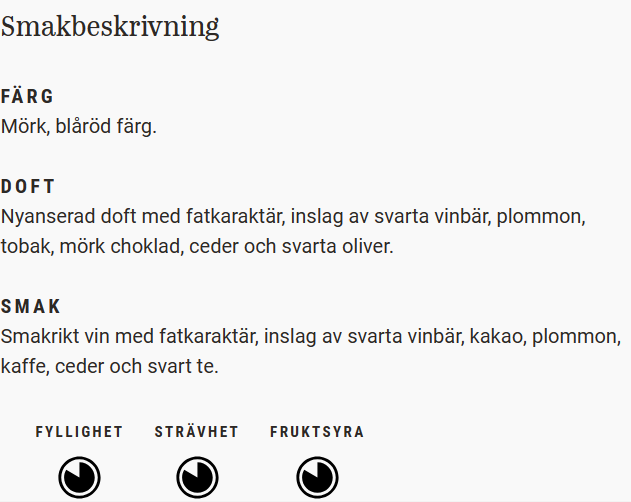 Smakbeskrivning
FÄRG
Mörk, blåröd färg.
DOFT
Nyanserad doft med fatkaraktär, inslag av svarta vinbär, plommon,
tobak, mörk choklad, ceder och svarta oliver.
SMAK
Smakrikt vin med fatkaraktär, inslag av svarta vinbär, kakao, plommon,
kaffe, ceder och svart te.
FYLLIGHET STRÄVHET FRUKTSYRA